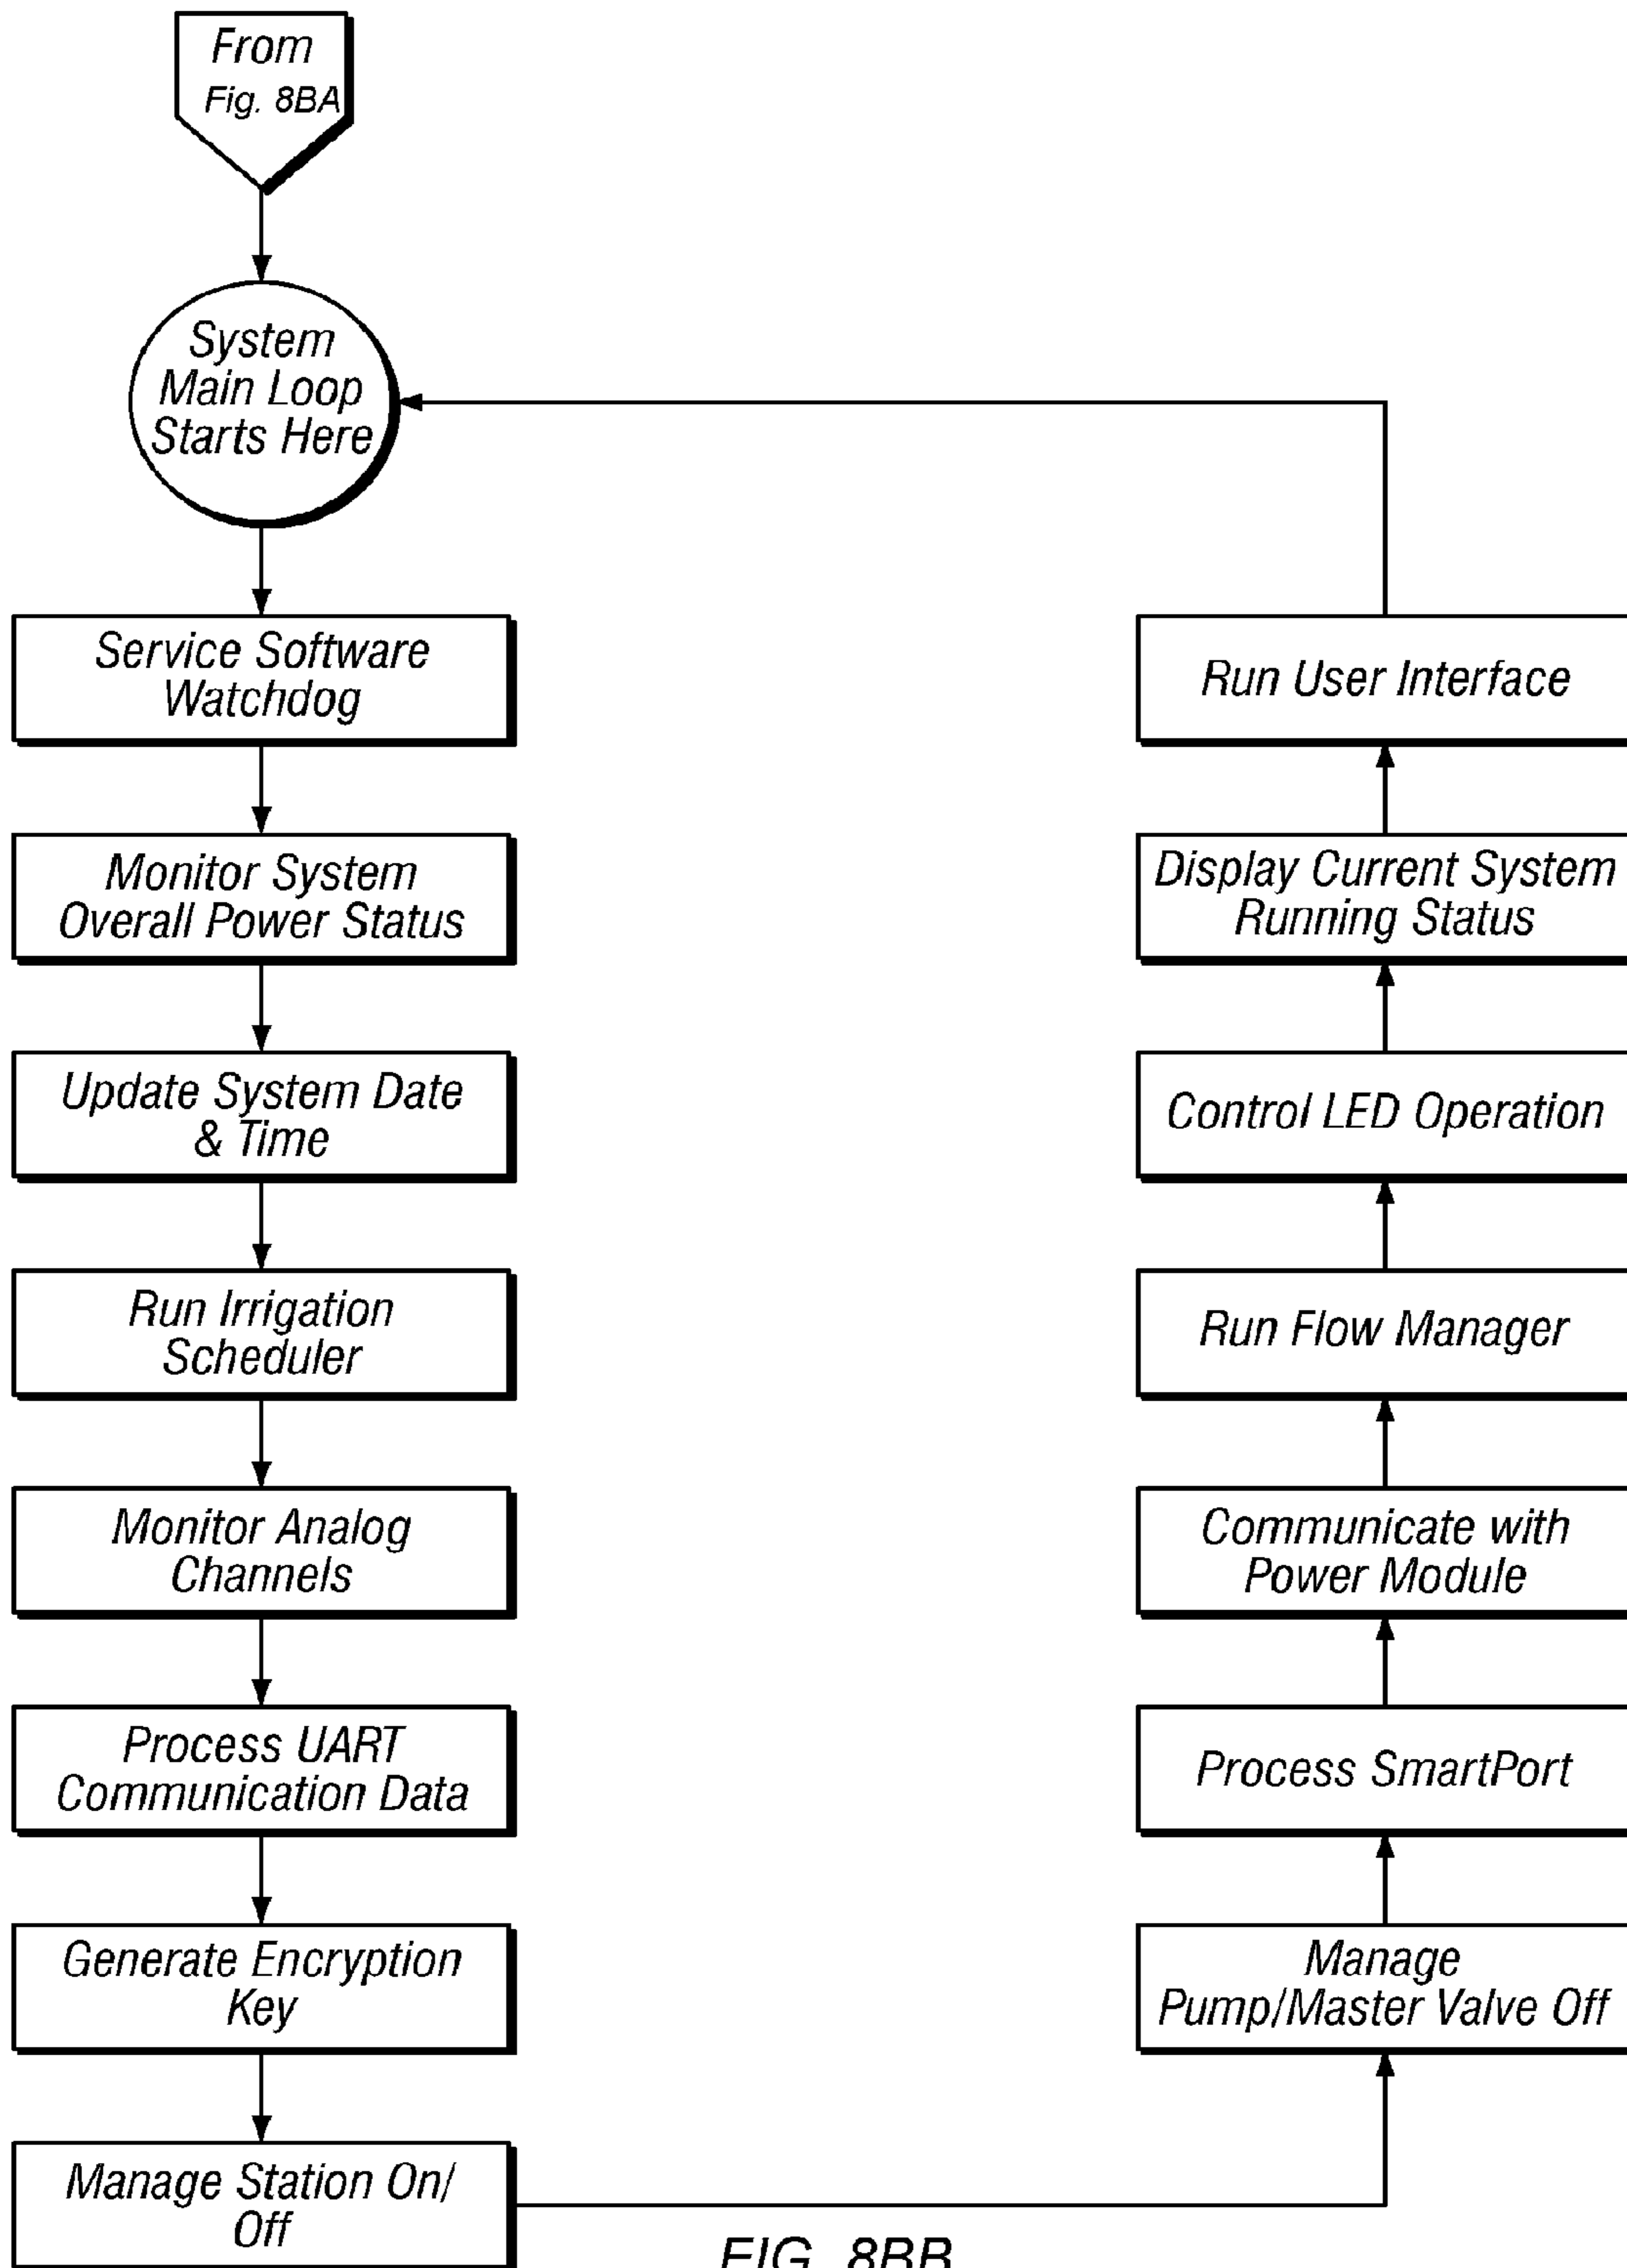 From
Fig. 8BA
System
Main Loop
Starts Here
Service Software
Watchdog
Monitor System
Overall Power Status
Update System Date
& Time
Run Irrigation
Scheduler
Monitor Analog
Channels
Process UART
Communication Data
Generate Encryption
Key
Manage Station On/
Off
Manage
Pump/Master Valve Off
Process SmartPort
Communicate with
Power Module
Run Flow Manager
Control LED Operation
Display Current System
Running Status
Run User Interface
FIG. 8BB